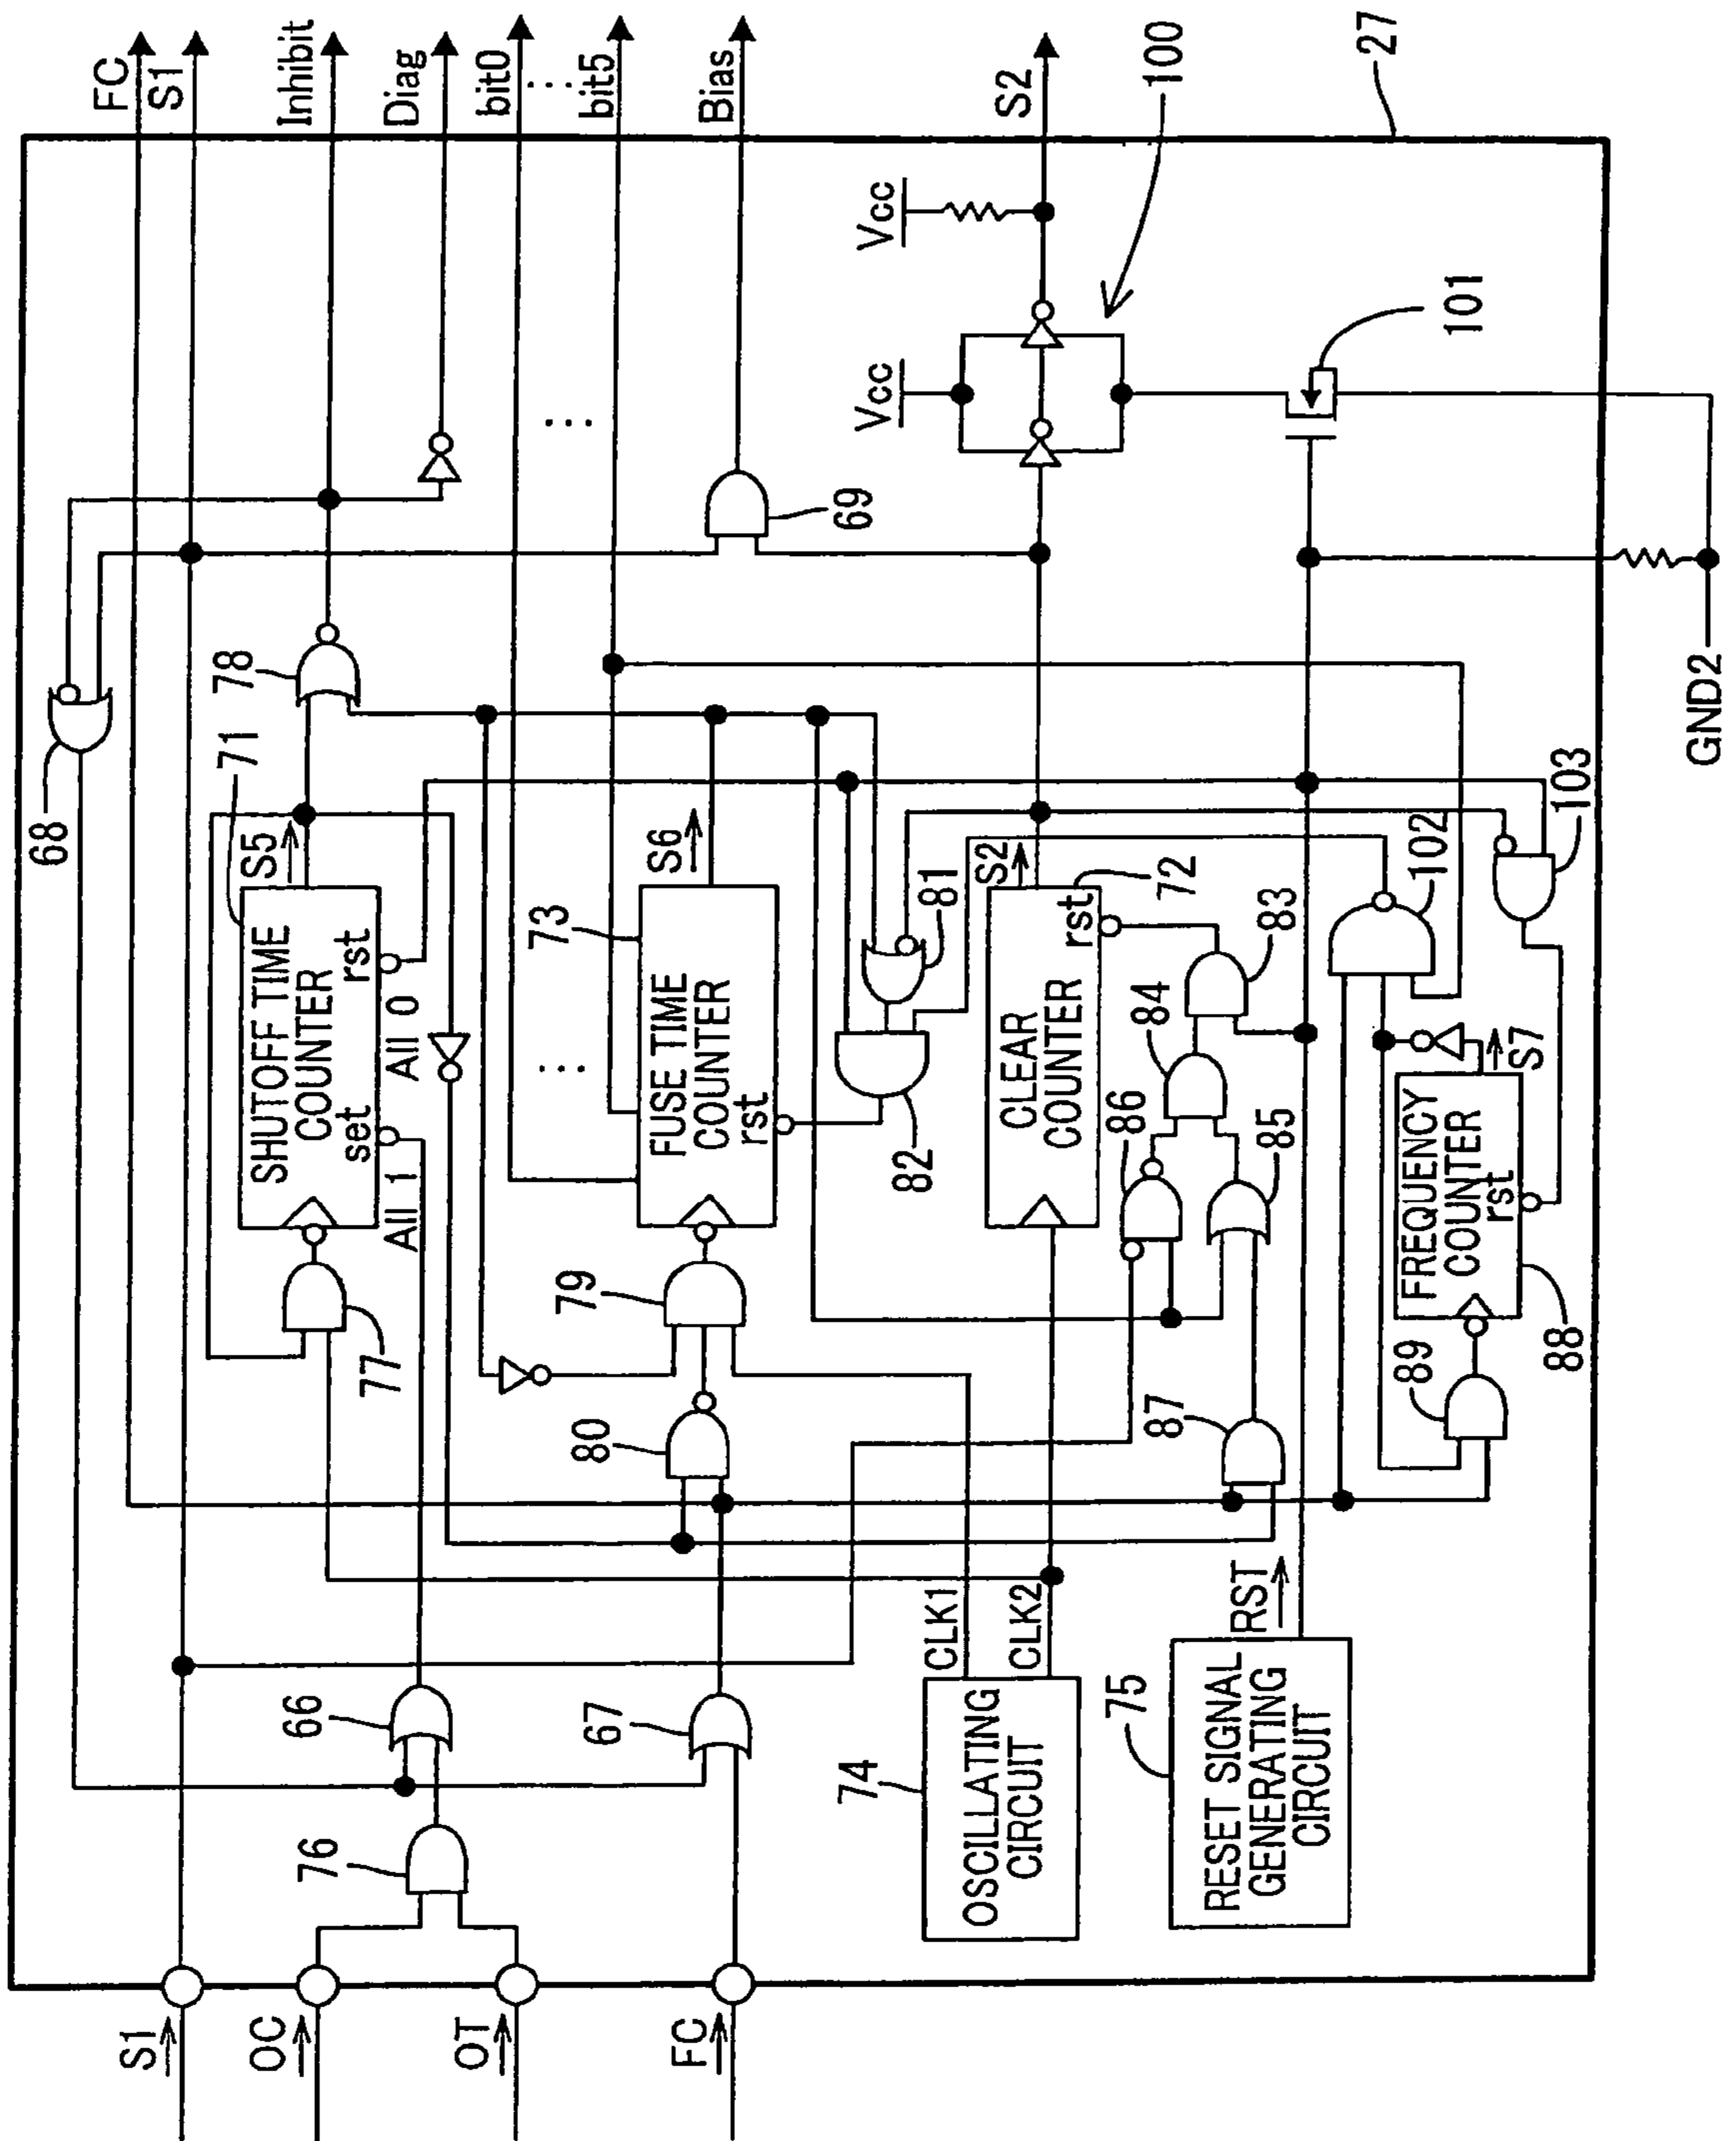 FC
S1
Inhibit
Diag
bit0
bit5
Bias
S2
100
27
Vcc
Vcc
101
69
78
68
71
S5
SHUTOFF TIME
COUNTER
set
rst
All 1
All 0
77
73
S6
FUSE TIME
COUNTER
rst
79
80
81
82
S2
72
CLEAR
COUNTER
rst
83
84
85
86
87
102
103
S7
FREQUENCY
COUNTER
rst
88
89
GND2
66
67
76
74
OSCILLATING
CIRCUIT
CLK1
CLK2
75
RESET SIGNAL
GENERATING
CIRCUIT
RST
S1
OC
OT
FC